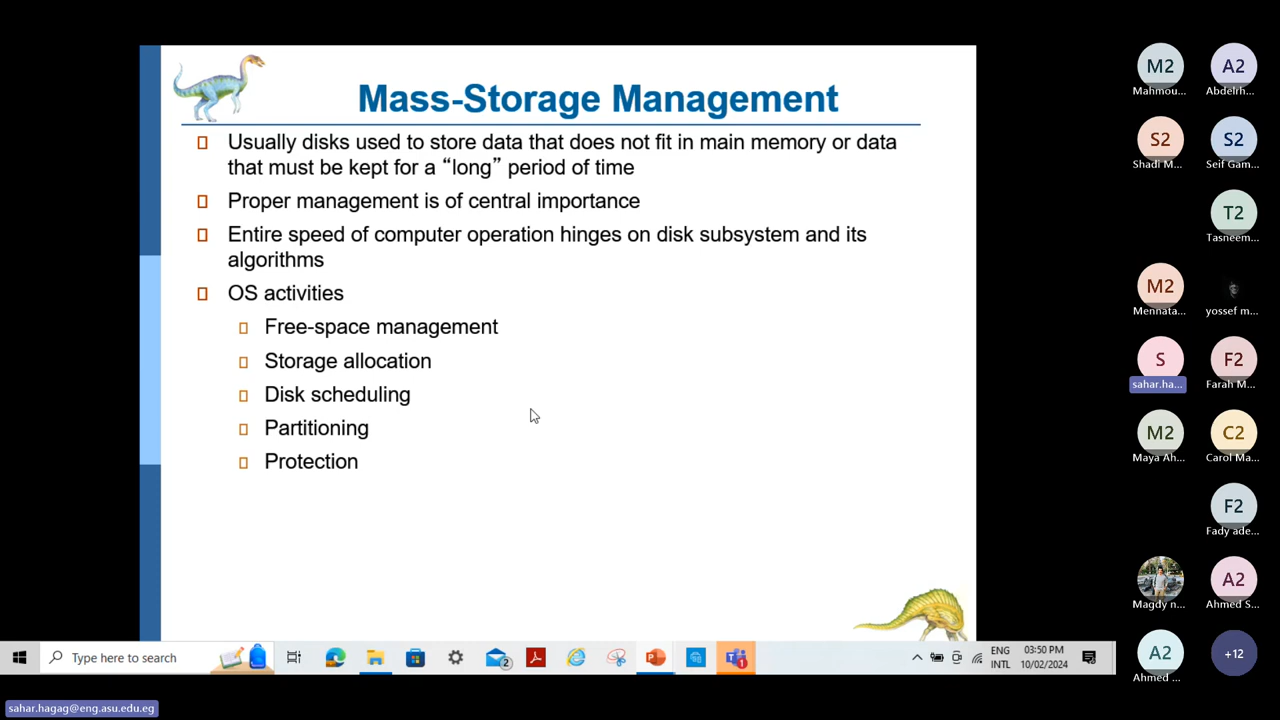 Mass-Storage Management
Usually disks used to store data that does not fit in main memory or data
that must be kept for a “long” period of time
Proper management is of central importance
Entire speed of computer operation hinges on disk subsystem and its
algorithms
OS activities
Free-space management
Storage allocation
Disk scheduling
Partitioning
Protection
M2
A2
Mahmou...
Abdelrh...
S2
S2
Shadi M...
Seif Gam...
T2
Tasneem...
M2
Mennata...
yossef m...
S
F2
sahar.ha...
Farah M...
M2
C2
Maya Ah...
Carol Ma...
F2
Fady ade...
A2
Magdy n...
Ahmed S...
A2
+12
Ahmed ...
Type here to search
2
1
ENG
INTL
03:50 PM
10/02/2024
sahar.hagag@eng.asu.edu.eg